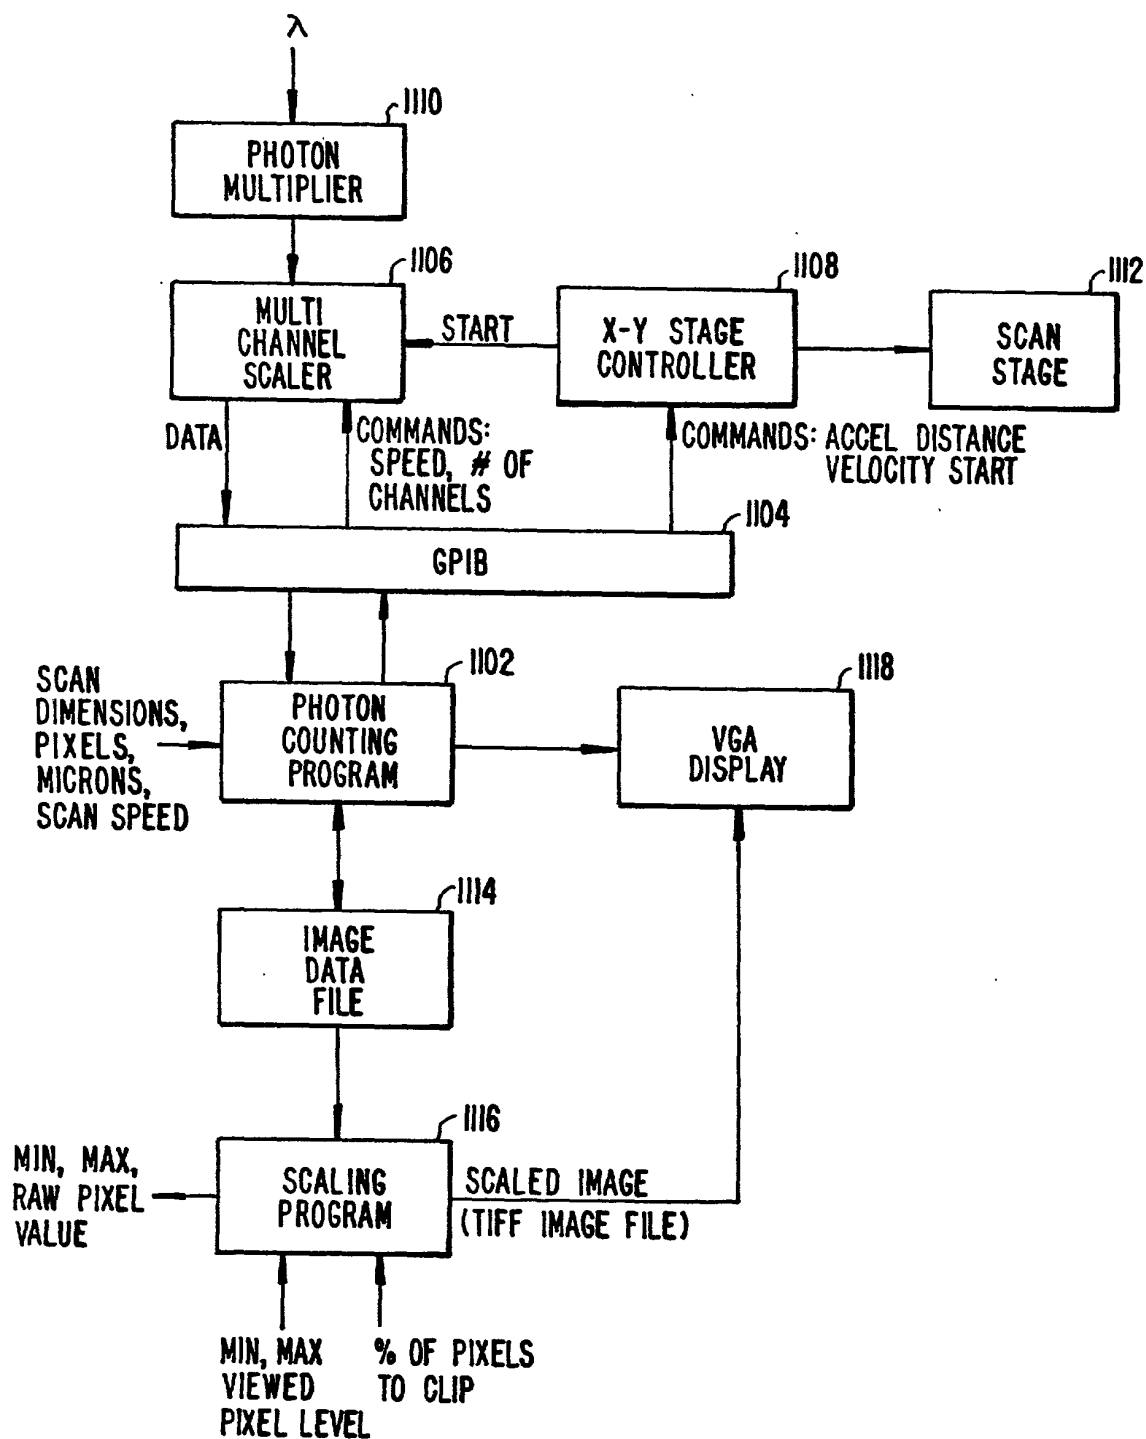 λ
1110
PHOTON
MULTIPLIER
1106
MULTI
CHANNEL
SCALER
START
1108
X-Y STAGE
CONTROLLER
1112
SCAN
STAGE
DATA
COMMANDS:
SPEED, # OF
CHANNELS
COMMANDS: ACCEL DISTANCE
VELOCITY START
1104
GPIB
SCAN
DIMENSIONS,
PIXELS,
MICRONS,
SCAN SPEED
1102
PHOTON
COUNTING
PROGRAM
1118
VGA
DISPLAY
1114
IMAGE
DATA
FILE
1116
SCALING
PROGRAM
MIN, MAX,
RAW PIXEL
VALUE
SCALED IMAGE
(TIFF IMAGE FILE)
MIN, MAX
VIEWED
PIXEL LEVEL
% OF PIXELS
TO CLIP